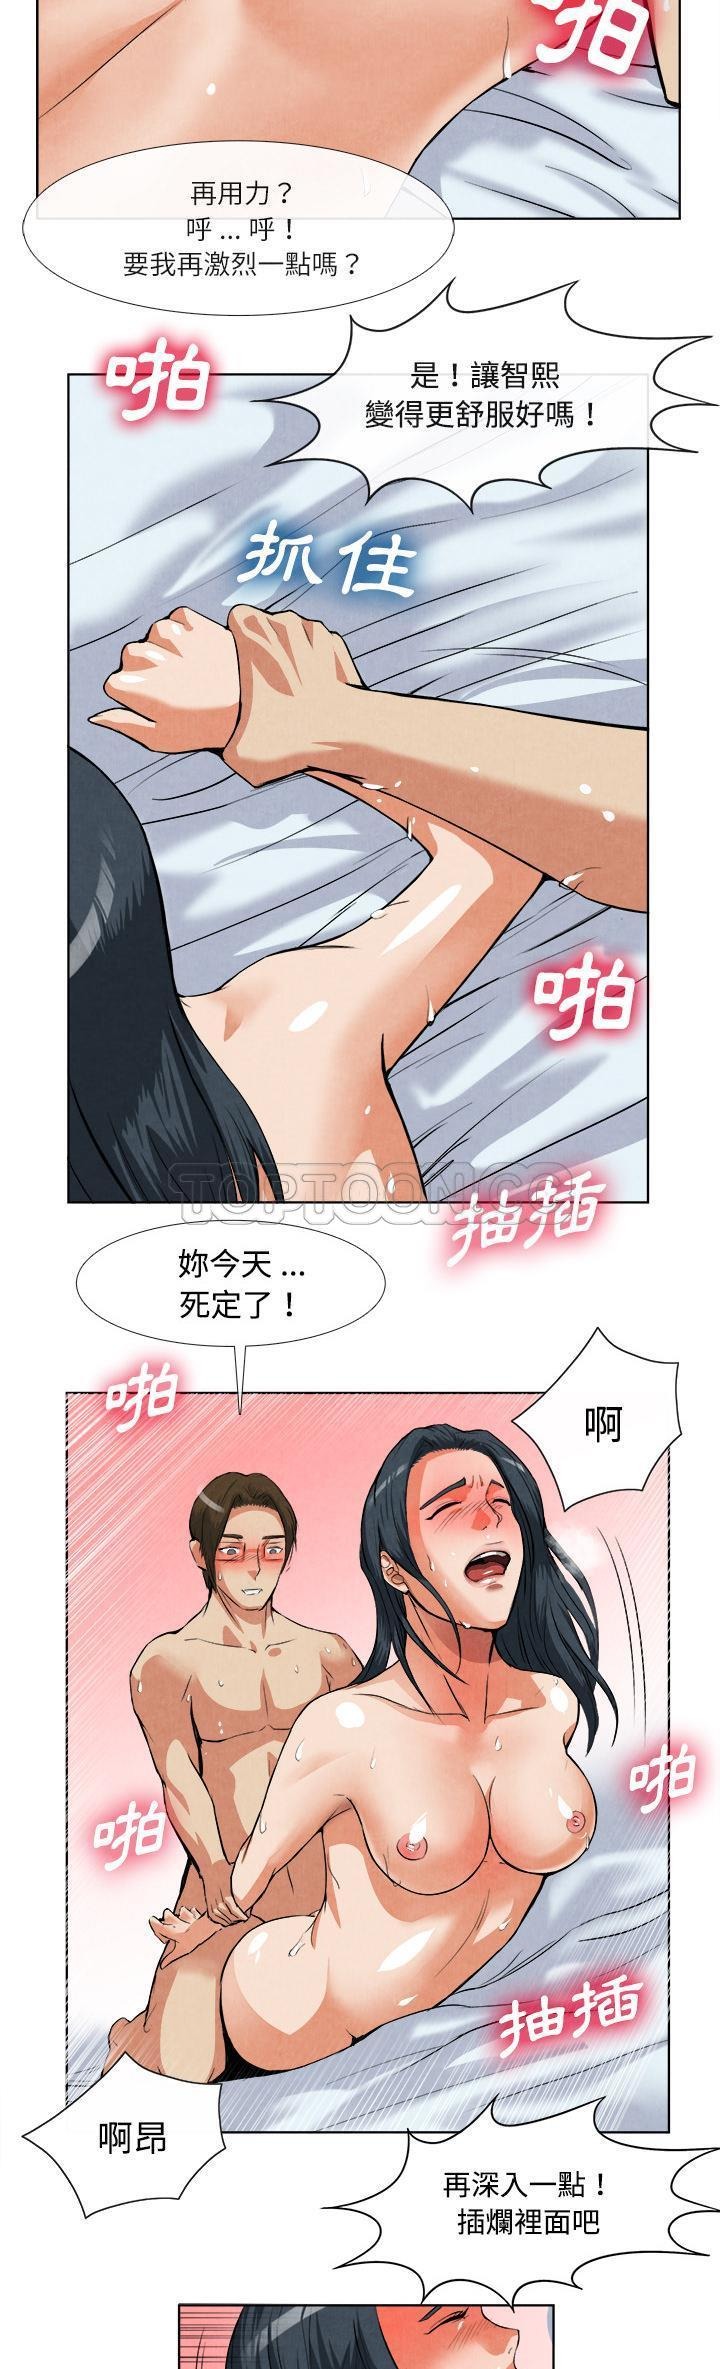 啪
再用力？
呼...呼！
要我再激烈一點嗎？
啪
是！讓智熙
變得更舒服好嗎！
抓住
啪
TOPTOON.CO
抽插
妳今天...
死定了！
啪
啊
啪
啪
抽插
啊昂
再深入一點！
插爛裡面吧